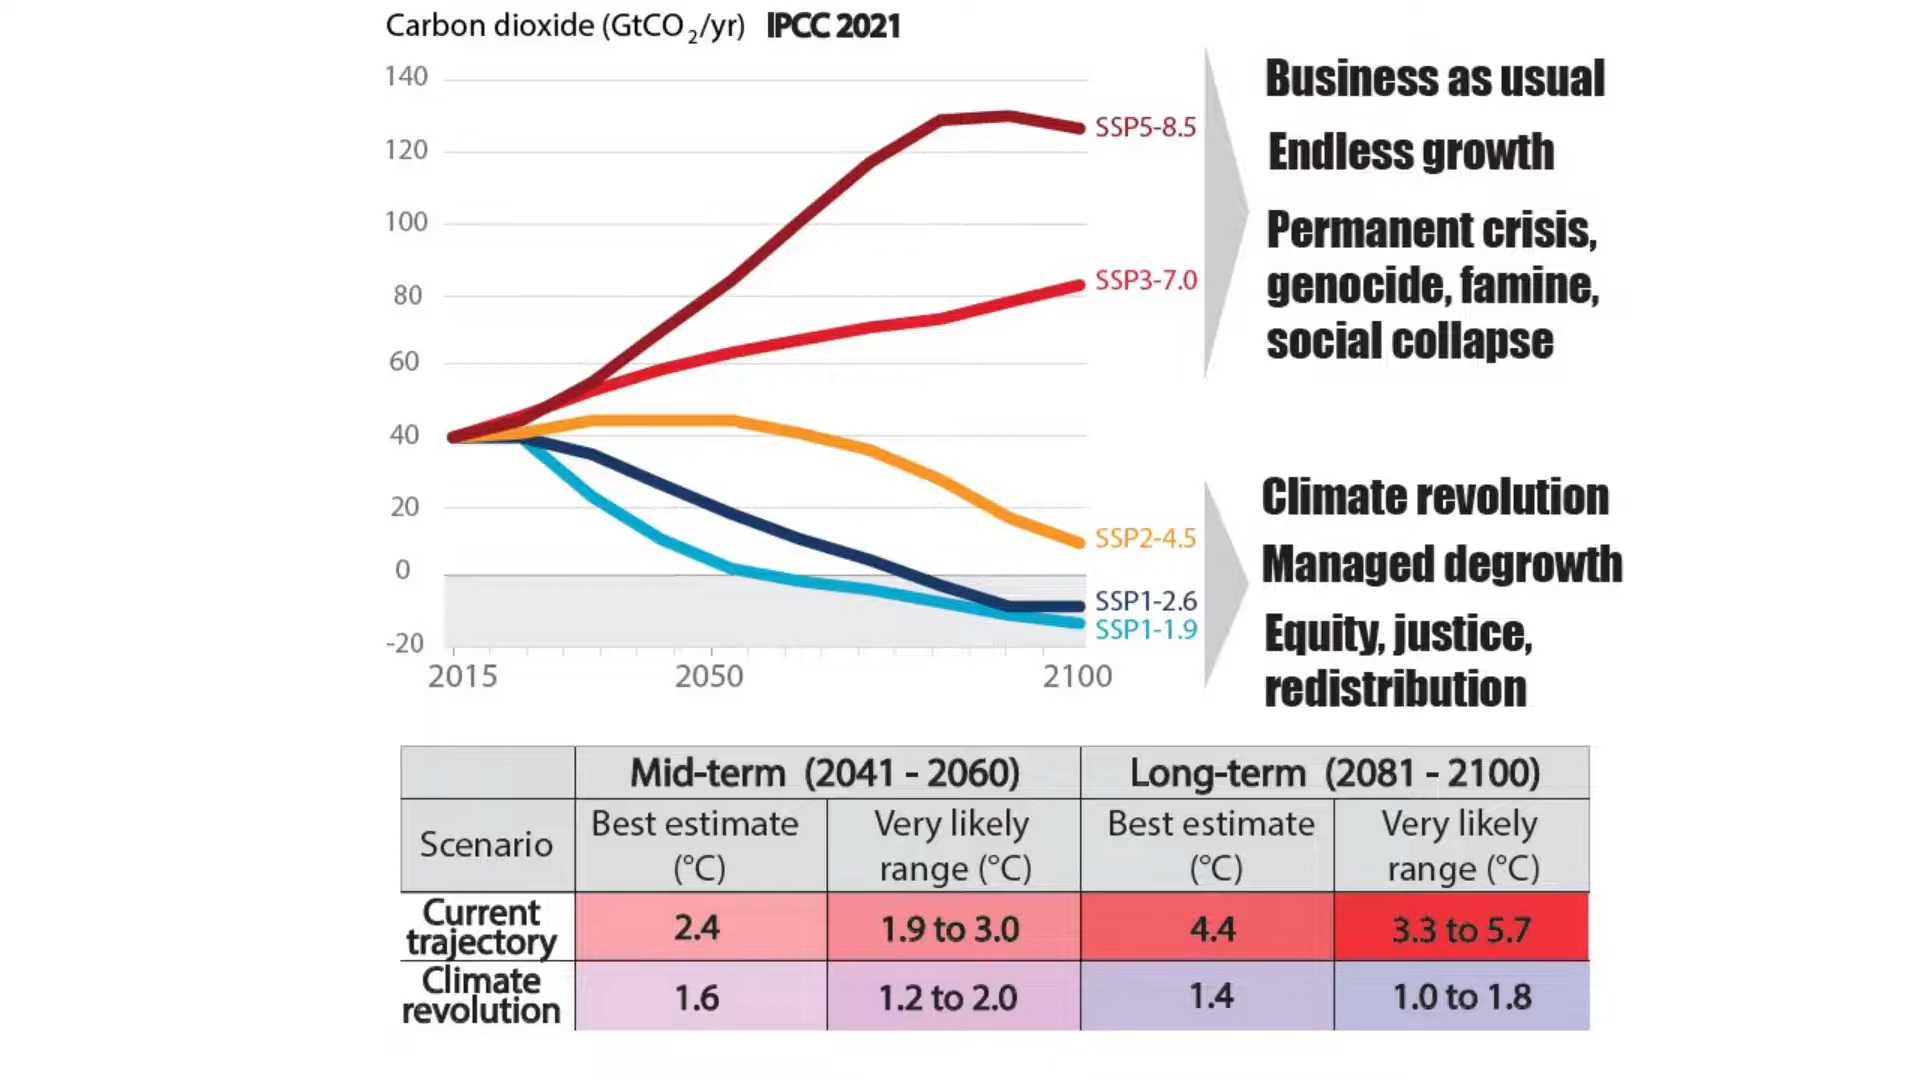 Carbon dioxide (GtCO₂/yr) IPCC 2021
140
120
100
80
60
40
20
0
-20
2015 2050 2100
SSP5-8.5
SSP3-7.0
SSP2-4.5
SSP1-2.6
SSP1-1.9
Business as usual
Endless growth
Permanent crisis,
genocide, famine,
social collapse
Climate revolution
Managed degrowth
Equity, justice,
redistribution
Mid-term (2041 - 2060) Long-term (2081 - 2100)
Scenario
Best estimate
(°C)
Very likely
range (°C)
Best estimate
(°C)
Very likely
range (°C)
Current
trajectory
2.4 1.9 to 3.0 4.4 3.3 to 5.7
Climate
revolution
1.6 1.2 to 2.0 1.4 1.0 to 1.8